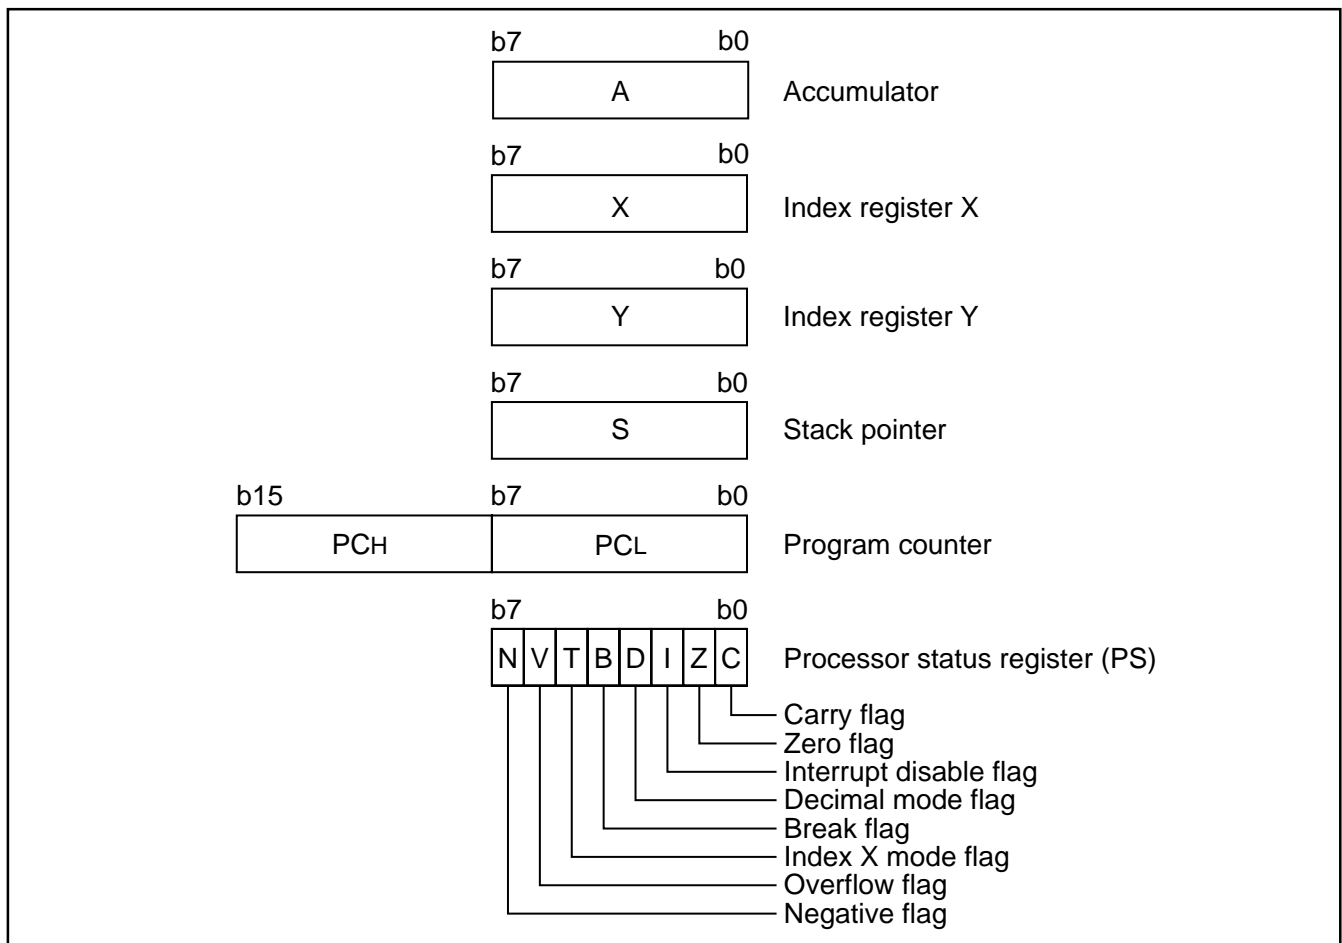 b7 b0
A Accumulator
b7 b0
X Index register X
b7 b0
Y Index register Y
b7 b0
S Stack pointer
b15 b7 b0
PCH PCL Program counter
b7 b0
N V T B D I Z C Processor status register (PS)
Carry flag
Zero flag
Interrupt disable flag
Decimal mode flag
Break flag
Index X mode flag
Overflow flag
Negative flag